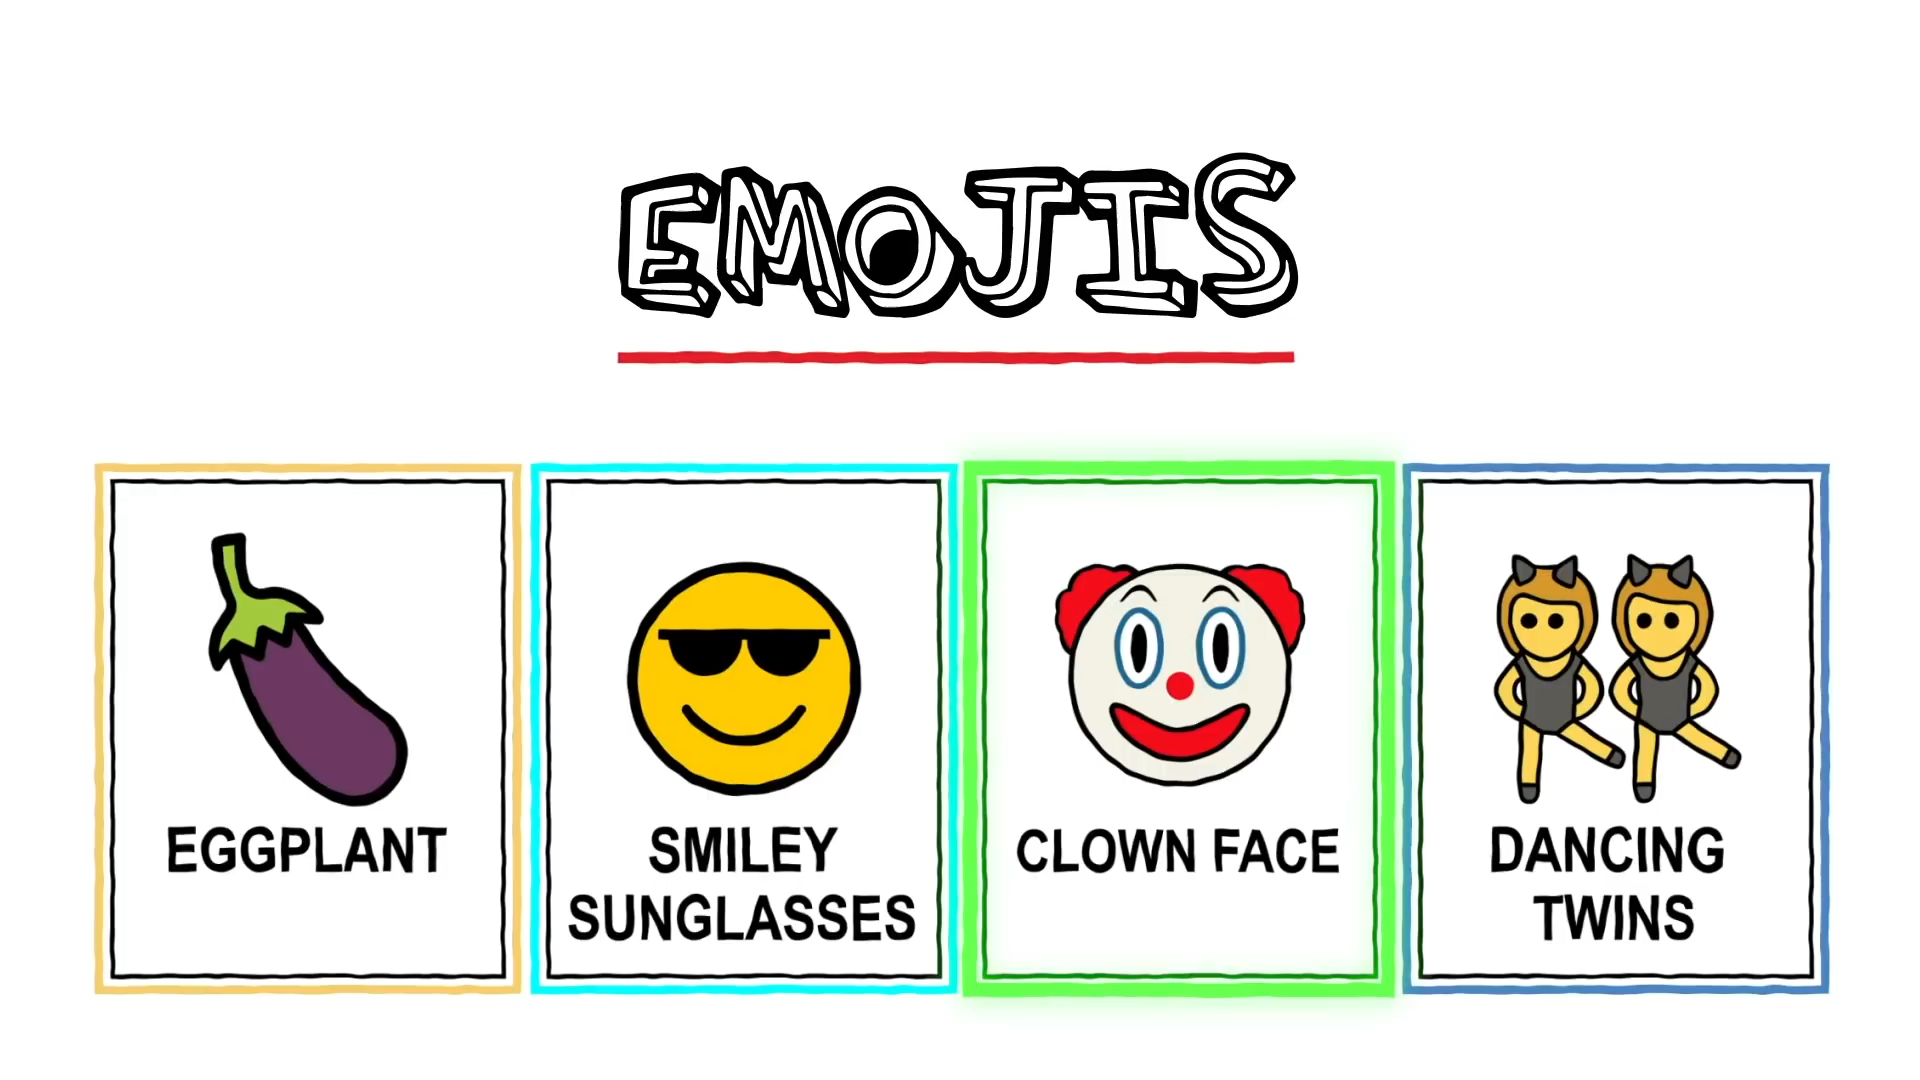 EMOJIS
EGGPLANT
SMILEY
SUNGLASSES
CLOWN FACE
DANCING
TWINS